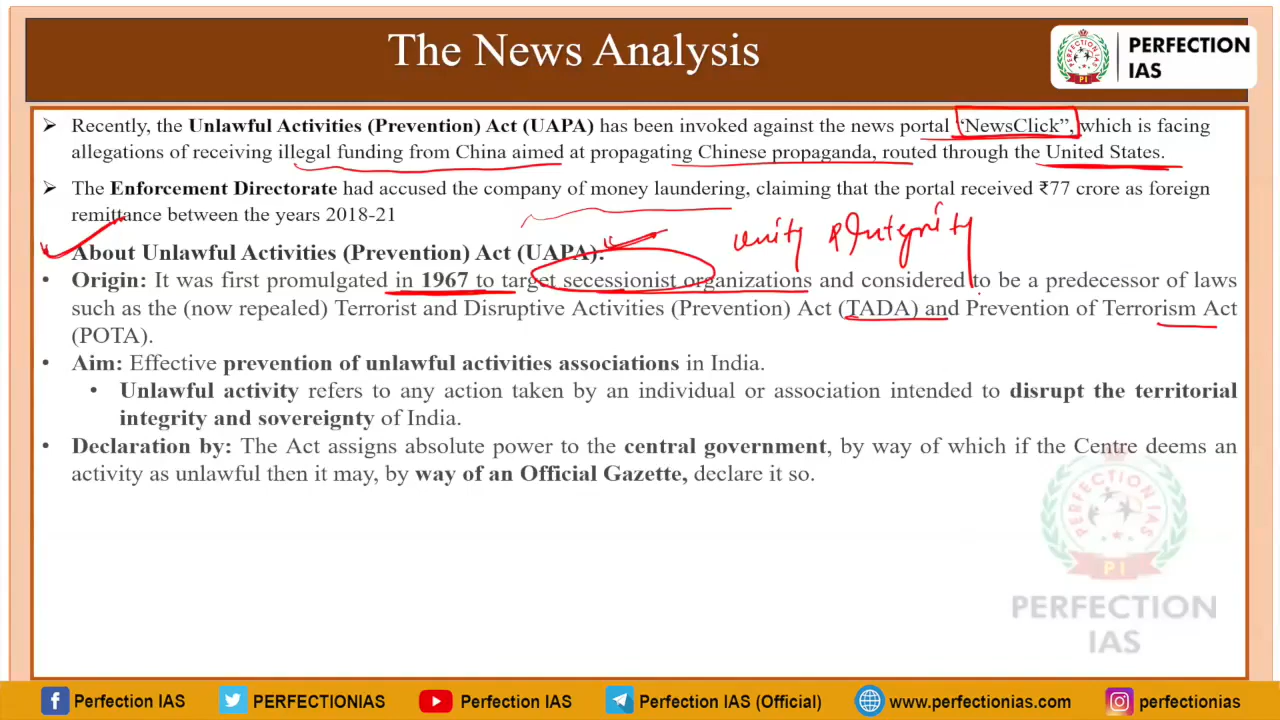 The News Analysis
PERFECTION
IAS
➢ Recently, the Unlawful Activities (Prevention) Act (UAPA) has been invoked against the news portal “NewsClick”, which is facing
allegations of receiving illegal funding from China aimed at propagating Chinese propaganda, routed through the United States.
➢ The Enforcement Directorate had accused the company of money laundering, claiming that the portal received ₹77 crore as foreign
remittance between the years 2018-21
unity & Integrity
About Unlawful Activities (Prevention) Act (UAPA):
• Origin: It was first promulgated in 1967 to target secessionist organizations and considered to be a predecessor of laws
such as the (now repealed) Terrorist and Disruptive Activities (Prevention) Act (TADA) and Prevention of Terrorism Act
(POTA).
• Aim: Effective prevention of unlawful activities associations in India.
• Unlawful activity refers to any action taken by an individual or association intended to disrupt the territorial
integrity and sovereignty of India.
• Declaration by: The Act assigns absolute power to the central government, by way of which if the Centre deems an
activity as unlawful then it may, by way of an Official Gazette, declare it so.
PERFECTION IAS
PI
PERFECTION
IAS
Perfection IAS
PERFECTIONIAS
Perfection IAS
Perfection IAS (Official)
www.perfectionias.com
perfectionias